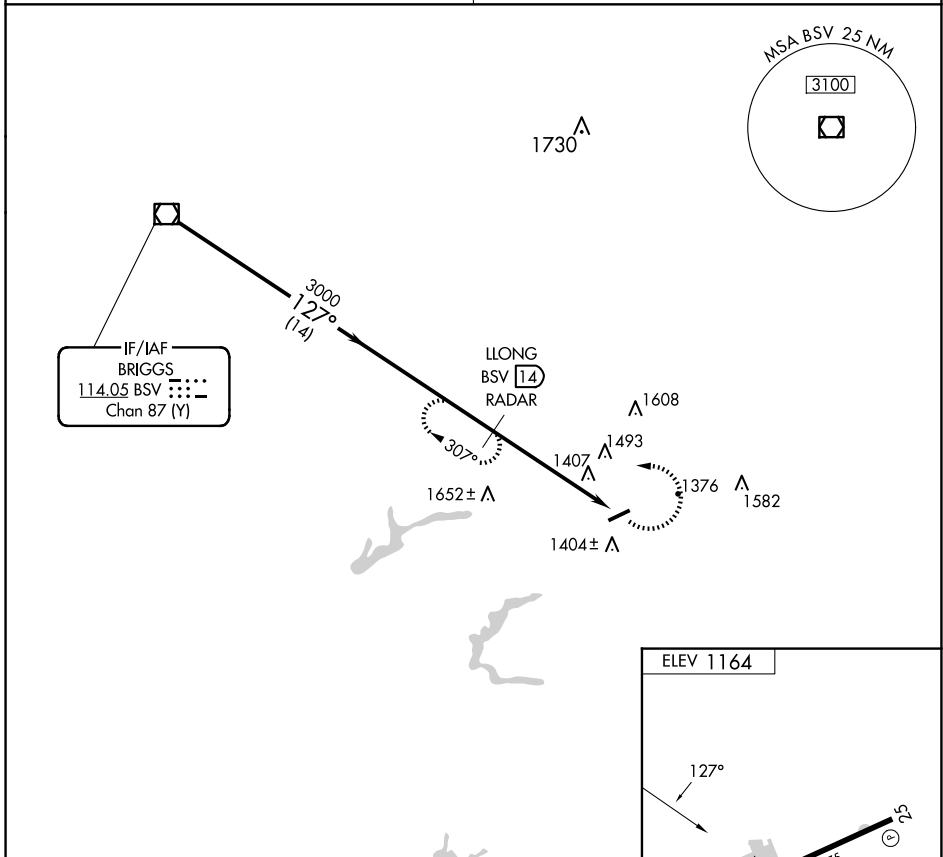 MSA BSV 25 NM
3100
1730
3000
127°
(14)
IF/IAF
BRIGGS
114.05 BSV
Chan 87 (Y)
LLONG
BSV 14
RADAR
307°
1608
1493
1407
1376
1582
1652±
1404±
ELEV 1164
127°
25
P